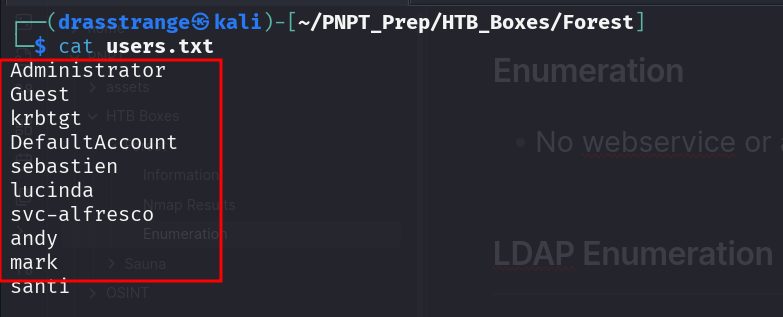 ┌──(drasstrange㉿kali)-[~/PNPT_Prep/HTB_Boxes/Forest]
└─$ cat users.txt
Administrator
Guest
krbtgt
DefaultAccount
sebastien
lucinda
svc-alfresco
andy
mark
santi
assets
HTB Boxes
Information
Nmap Results
Enumeration
Sauna
OSINT
Enumeration
• No webservice or a
LDAP Enumeration